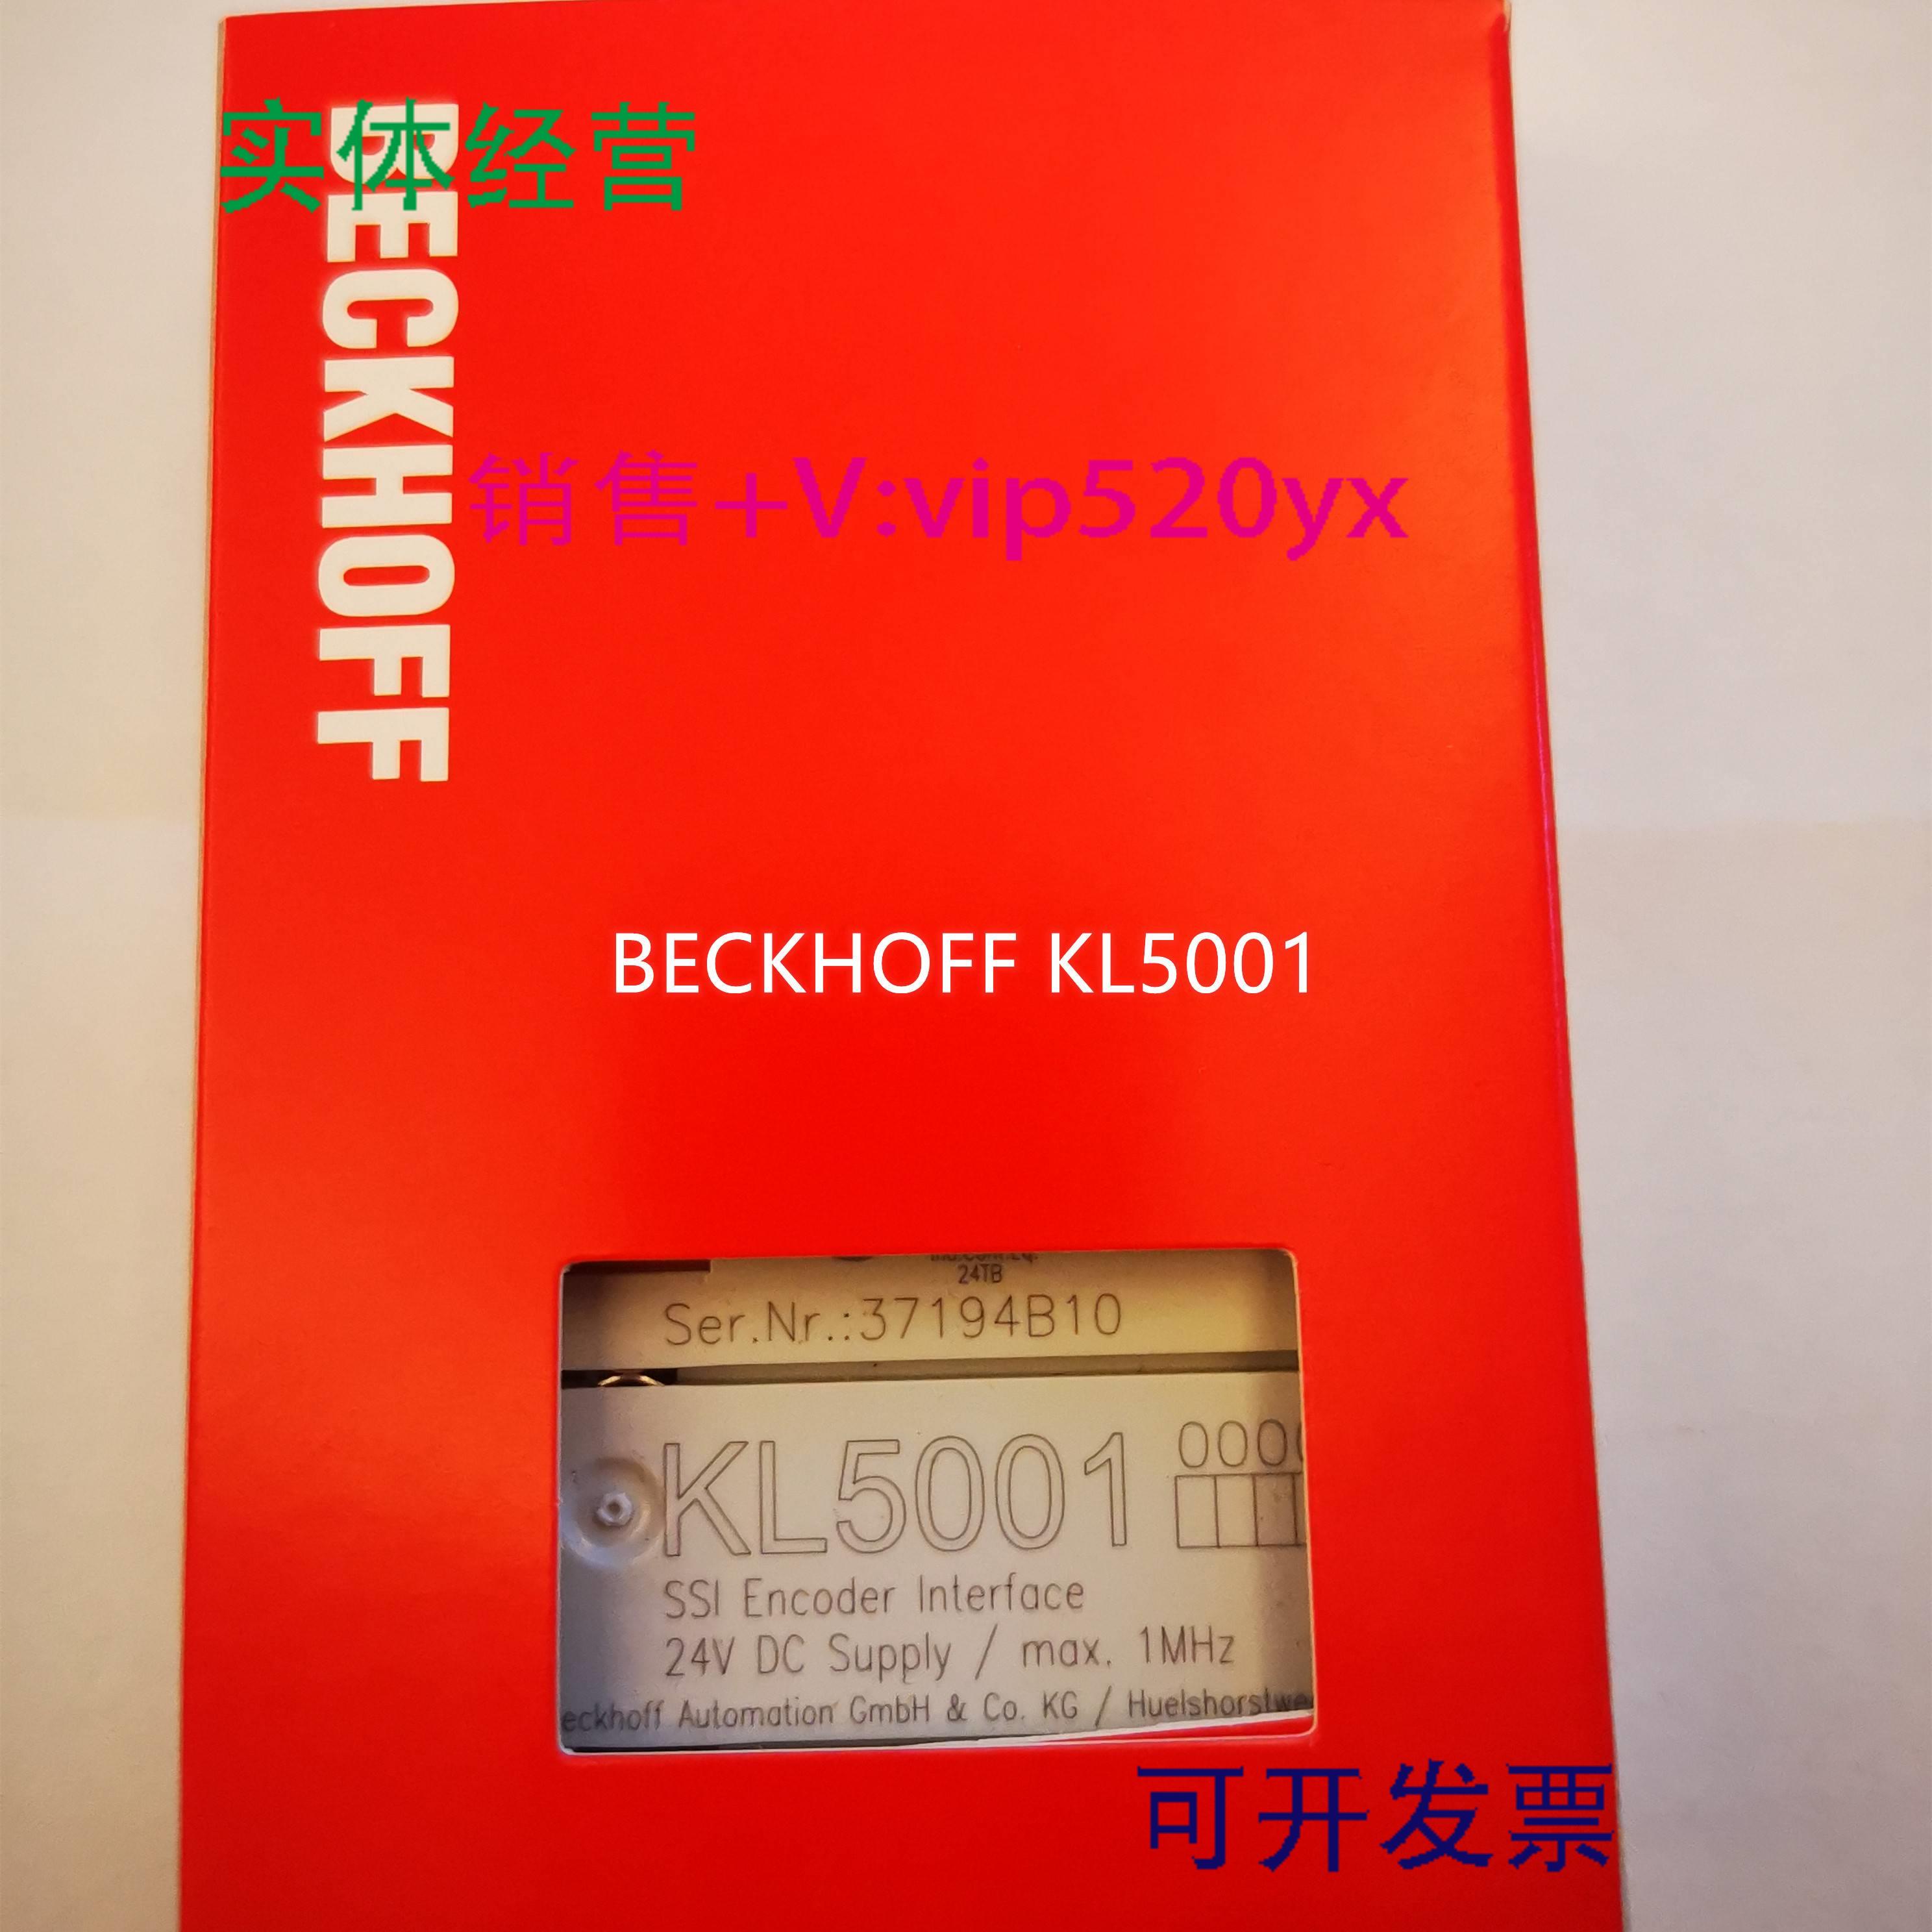 实体经营
BECKHOFF
销售+V:vip520yx
BECKHOFF KL5001
24TB
Ser.Nr.:37194B10
KL5001
000
SSI Encoder Interface
24V DC Supply / max. 1MHz
eckhoff Automation GmbH & Co. KG / Huelshorstwe
可开发票